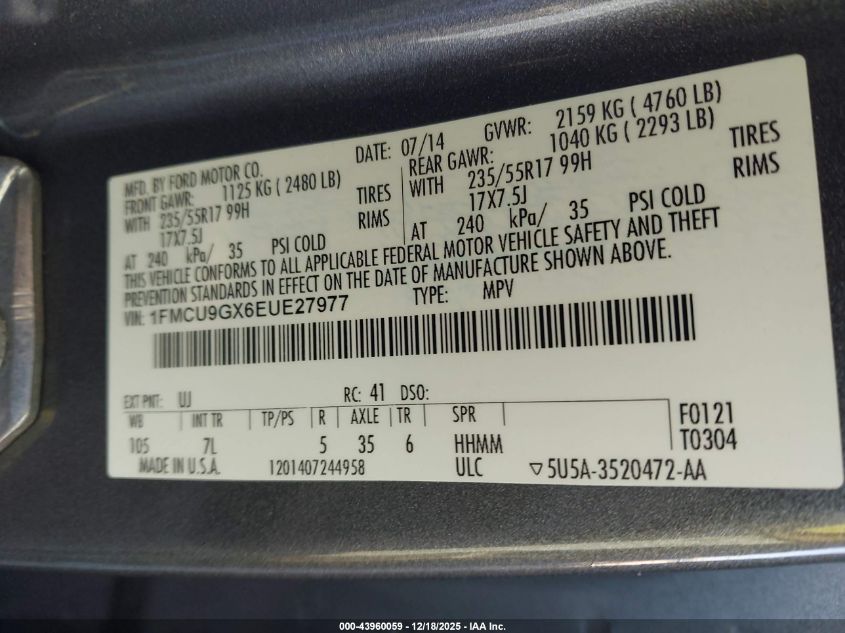 MFD. BY FORD MOTOR CO.
DATE: 07/14
GVWR: 2159 KG ( 4760 LB)
FRONT GAWR: 1125 KG ( 2480 LB)
WITH 235/55R17 99H TIRES
17X7.5J RIMS
AT 240 kPa/ 35 PSI COLD
REAR GAWR: 1040 KG ( 2293 LB)
WITH 235/55R17 99H TIRES
17X7.5J RIMS
AT 240 kPa/ 35 PSI COLD
THIS VEHICLE CONFORMS TO ALL APPLICABLE FEDERAL MOTOR VEHICLE SAFETY AND THEFT
PREVENTION STANDARDS IN EFFECT ON THE DATE OF MANUFACTURE SHOWN ABOVE.
VIN: 1FMCU9GX6EUE27977 TYPE: MPV
EXT PNT: UJ RC: 41 DSO:
WB INT TR TP/PS R AXLE TR SPR
105 7L 5 35 6 HHMM
F0121
T0304
MADE IN U.S.A. 1201407244958 ULC ▽5U5A-3520472-AA
000-43960059 - 12/18/2025 - IAA Inc.